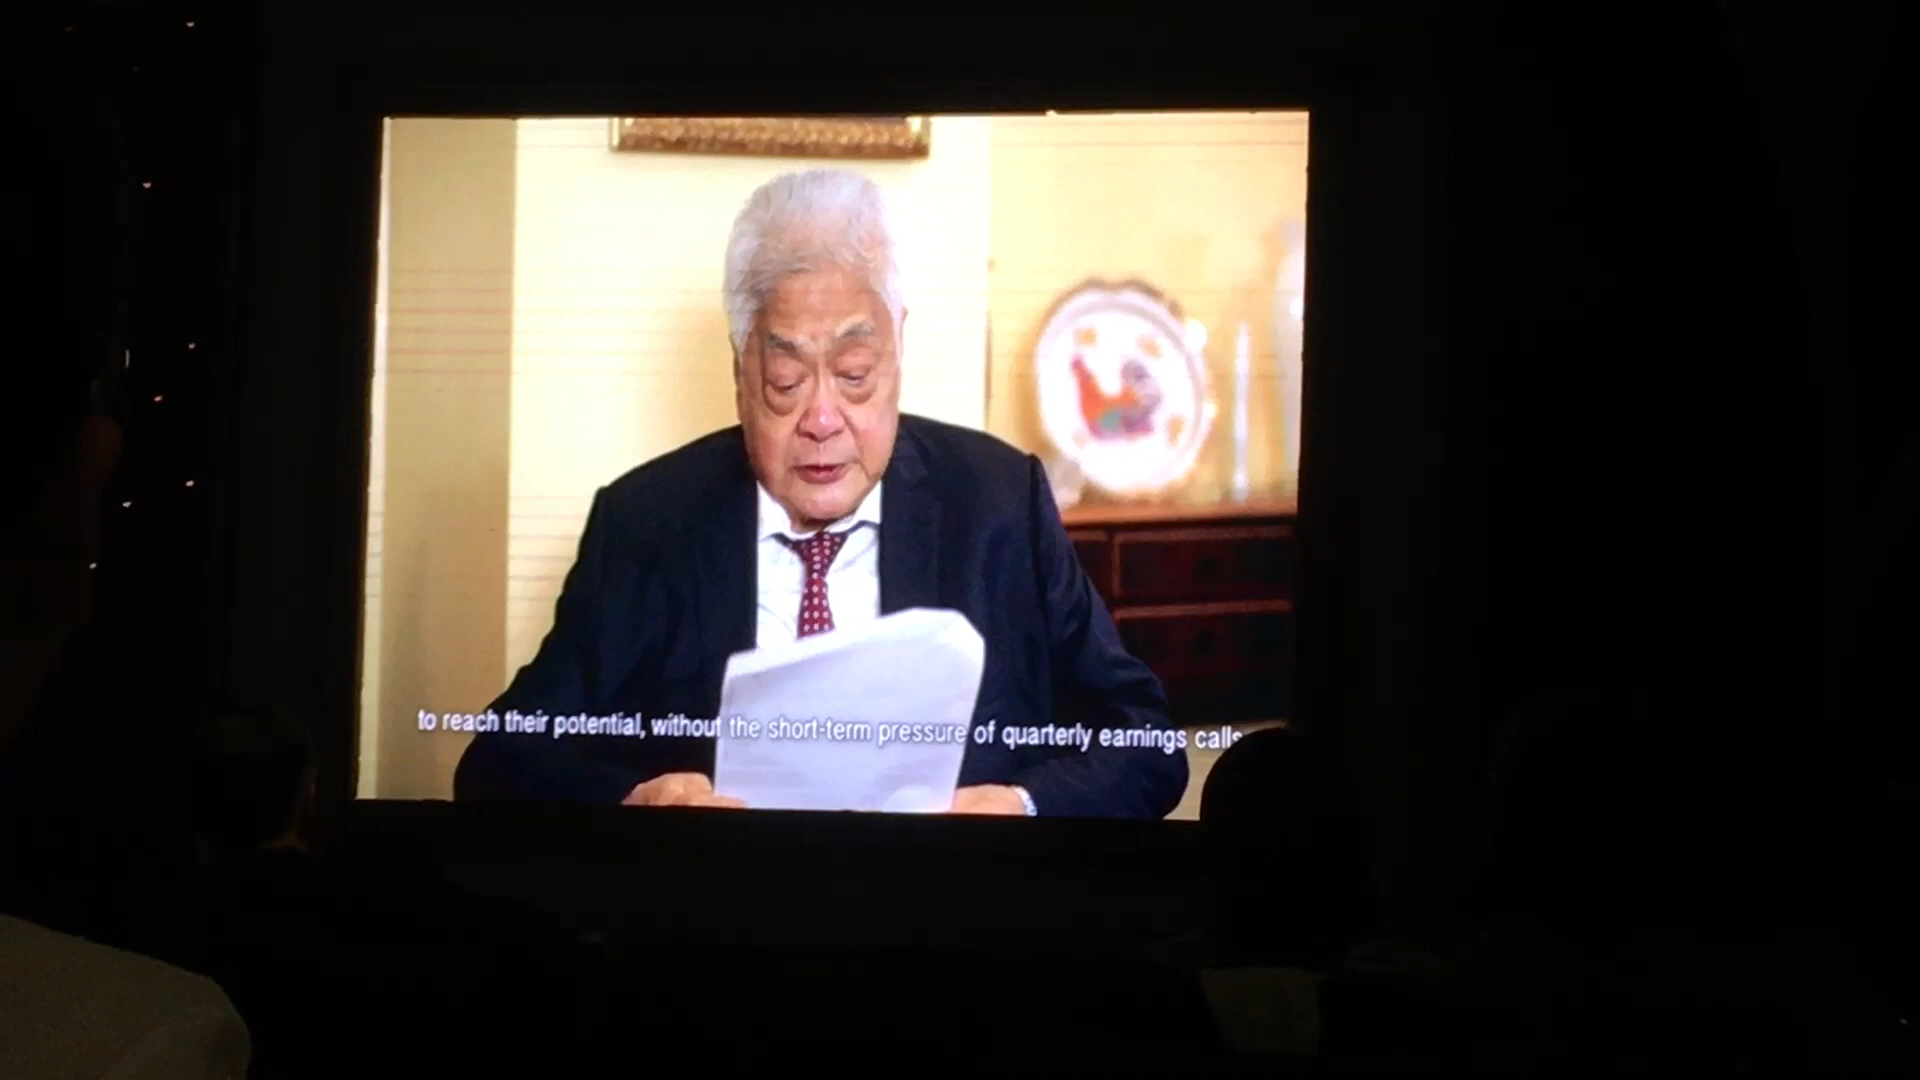 to reach their potential, without the short-term pressure of quarterly earnings calls